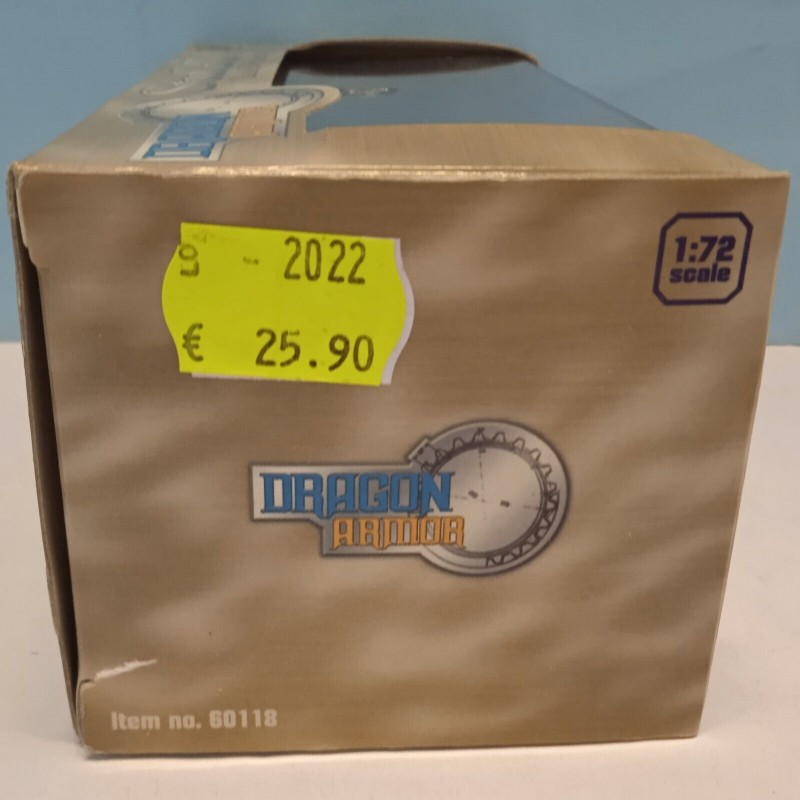 - 2022
€ 25.90
1:72
scale
DRAGON
ARMOR
Item no. 60118